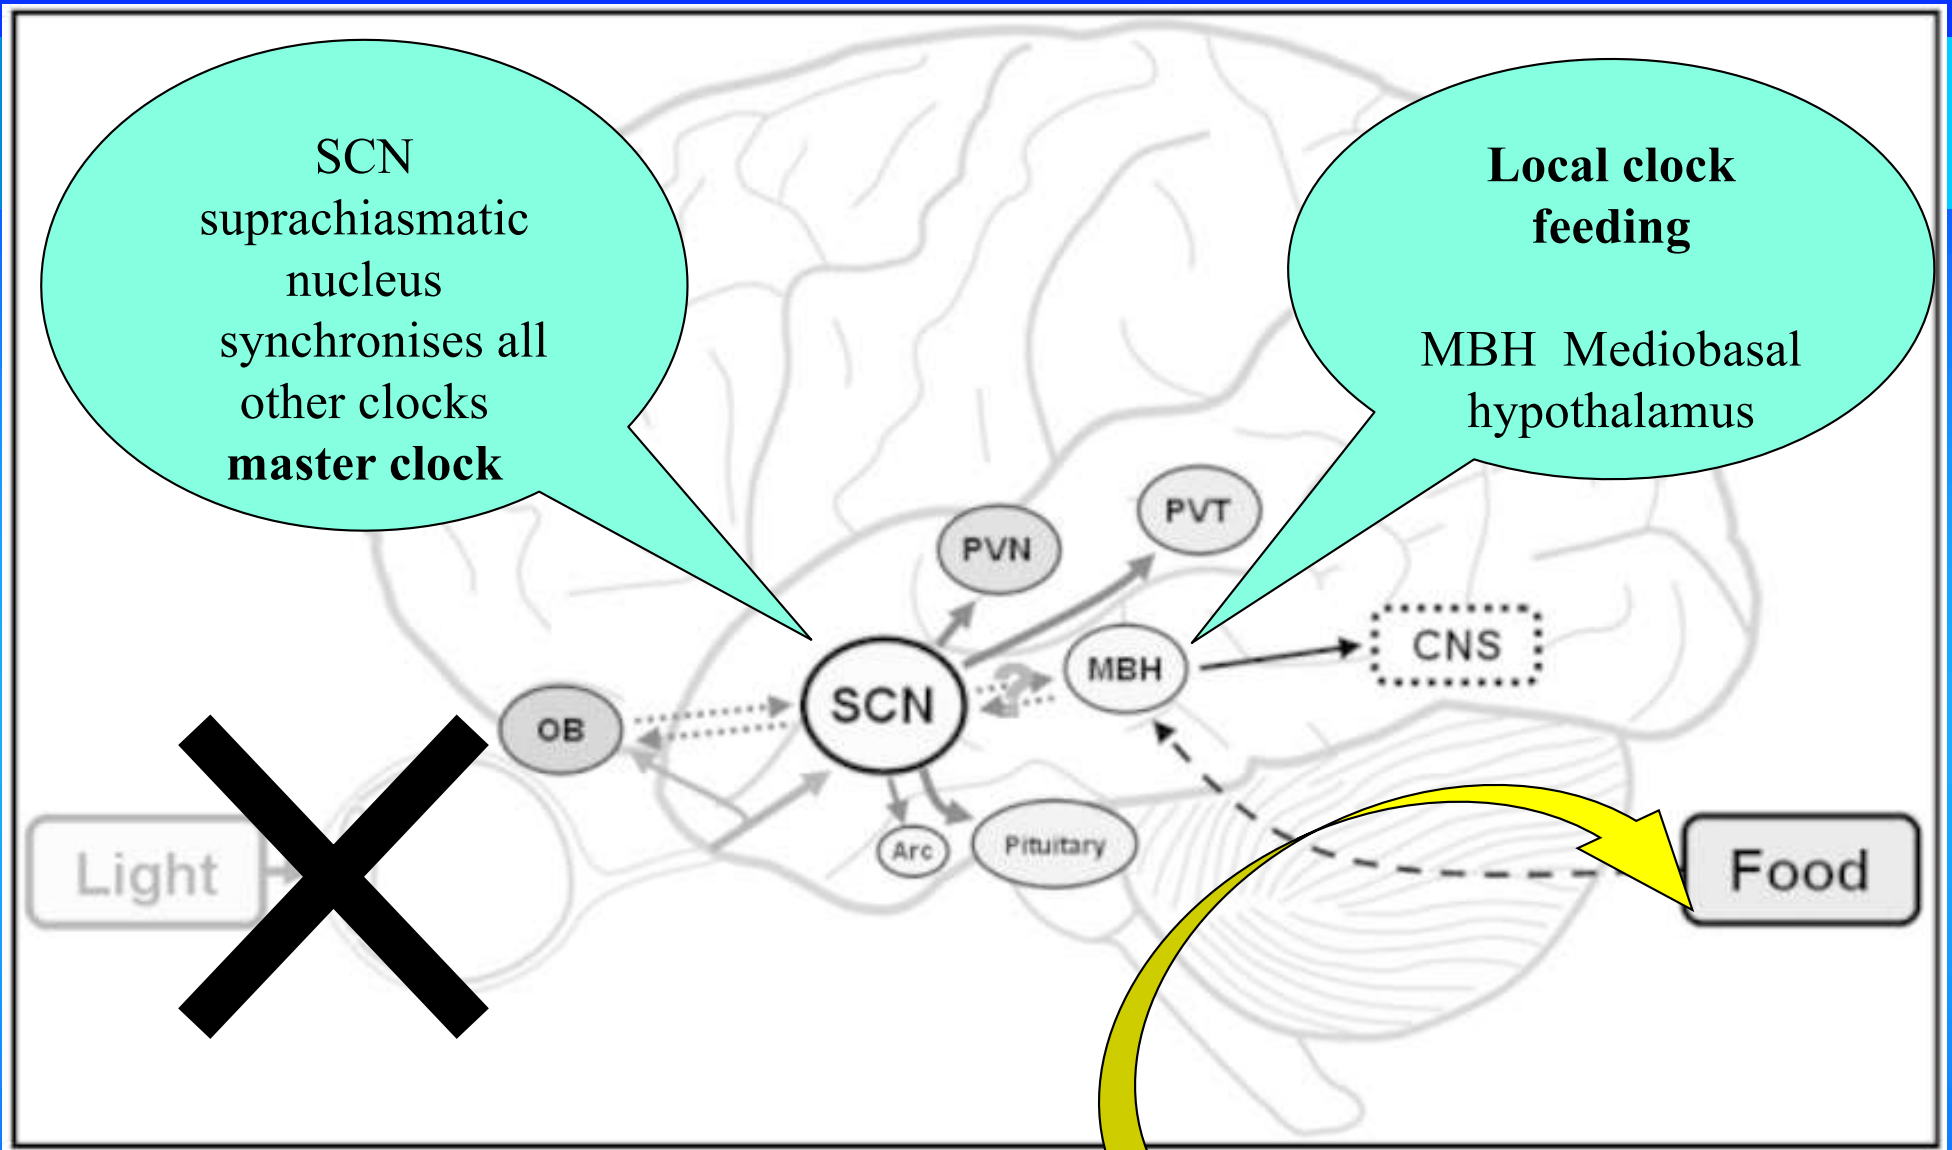 SCN
suprachiasmatic
nucleus
synchronises all
other clocks
master clock
Local clock
feeding
MBH Mediobasal
hypothalamus
PVN
PVT
CNS
MBH
?
SCN
OB
Arc
Pituitary
Light
Food